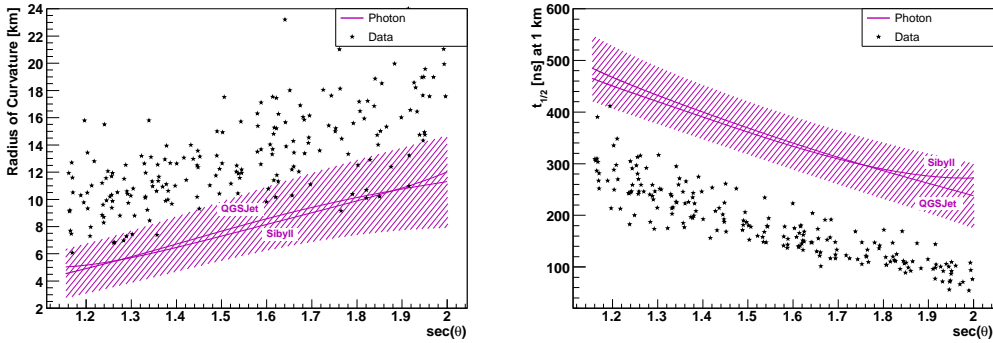 Radius of Curvature [km]
24
22
20
18
16
14
12
10
8
6
4
2
Photon
Data
QGSJet
Sibyll
1.2 1.3 1.4 1.5 1.6 1.7 1.8 1.9 2
sec(θ)
t1/2 [ns] at 1 km
600
500
400
300
200
100
Photon
Data
Sibyll
QGSJet
1.2 1.3 1.4 1.5 1.6 1.7 1.8 1.9 2
sec(θ)